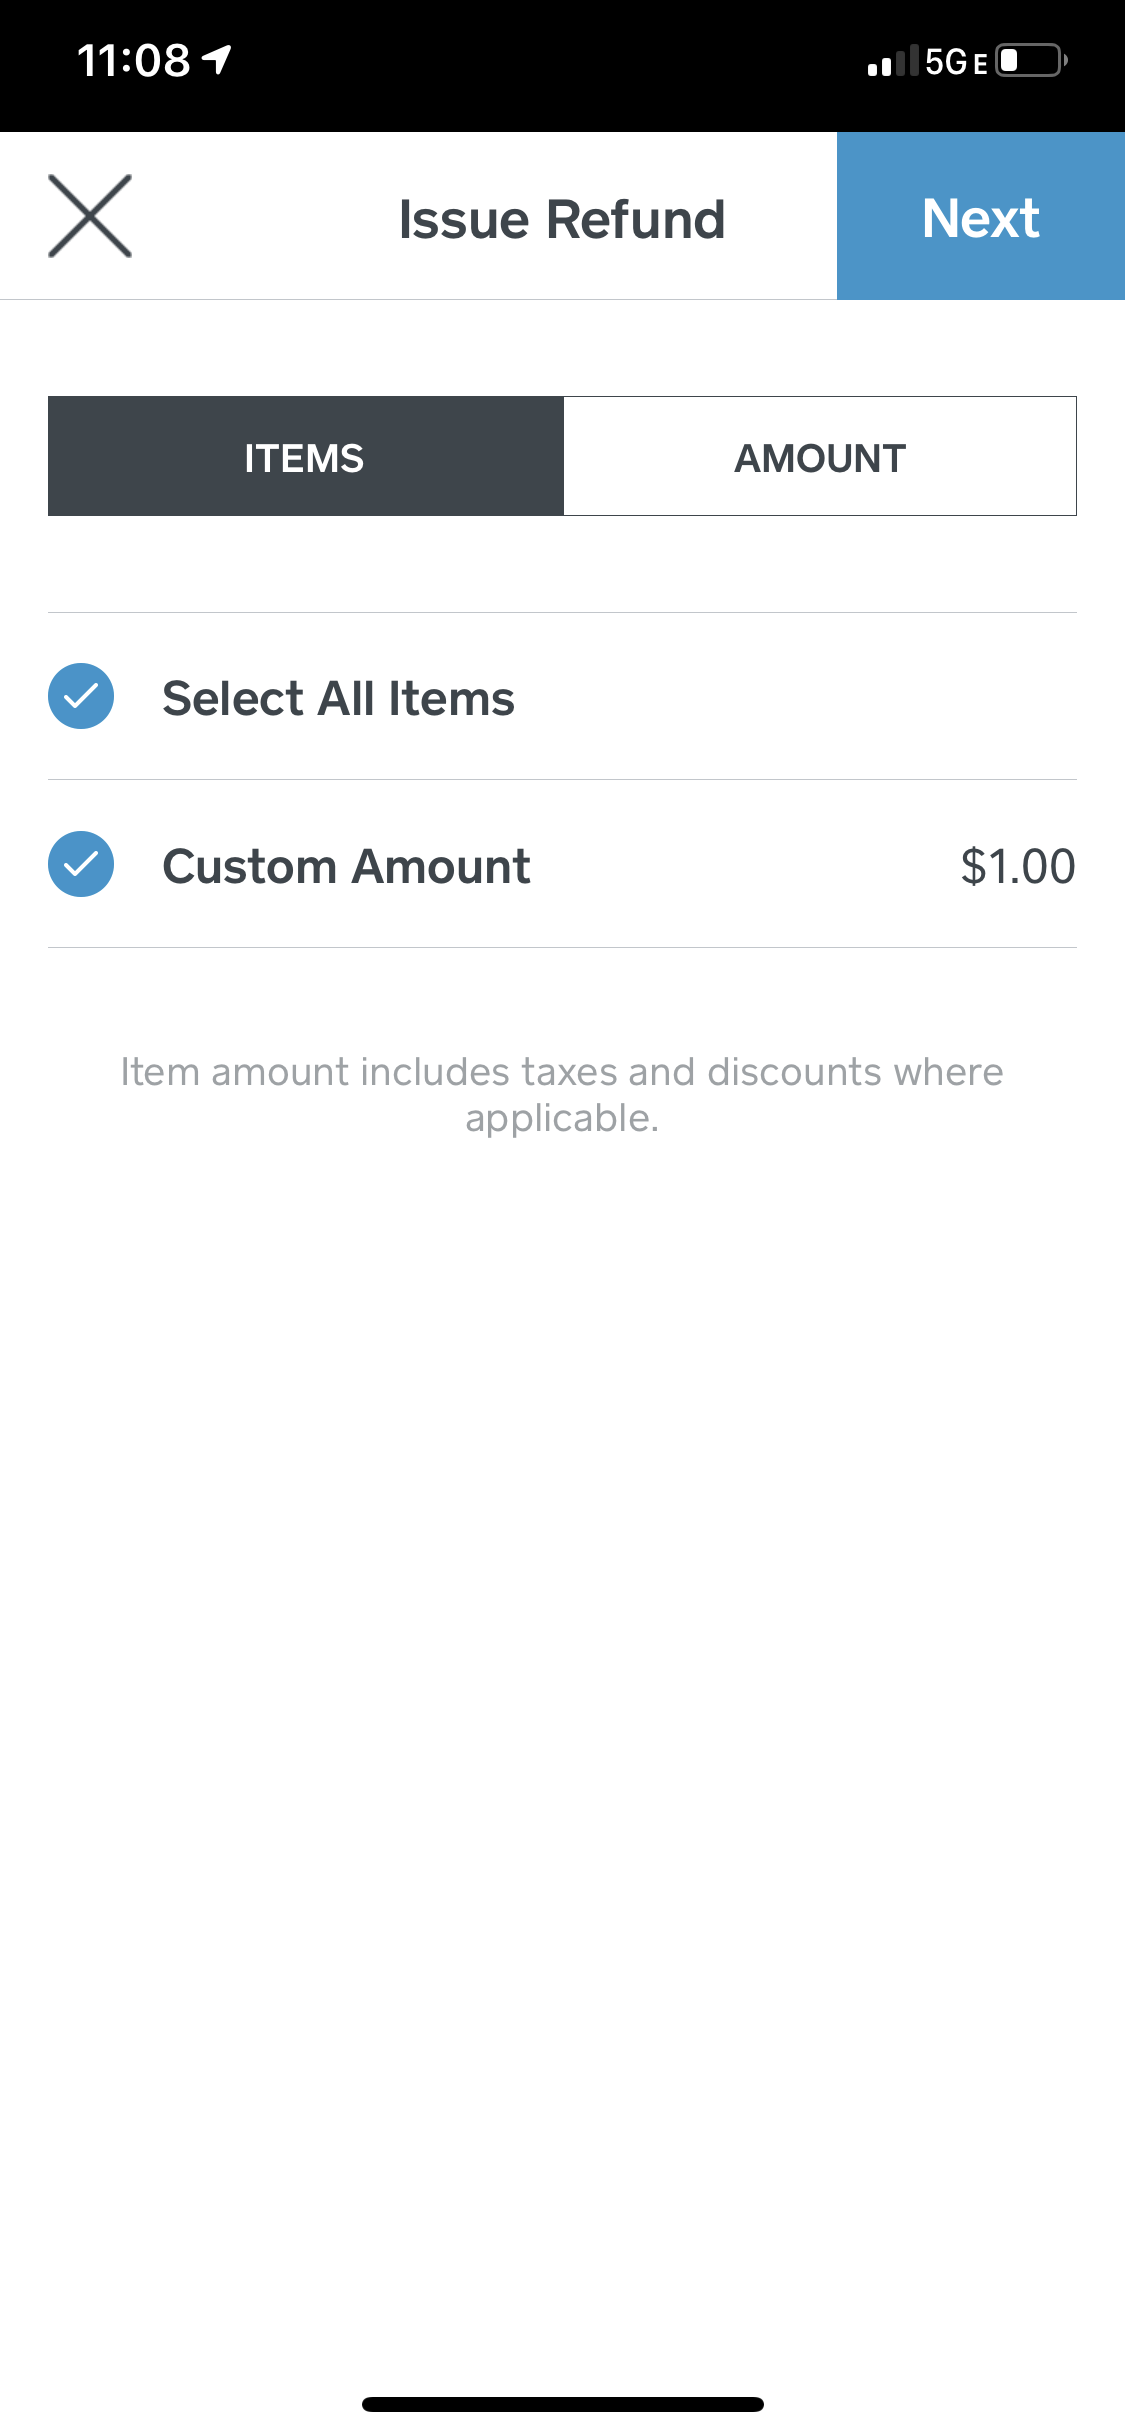 11:08
5G E
Issue Refund
Next
ITEMS
AMOUNT
Select All Items
Custom Amount
$1.00
Item amount includes taxes and discounts where
applicable.